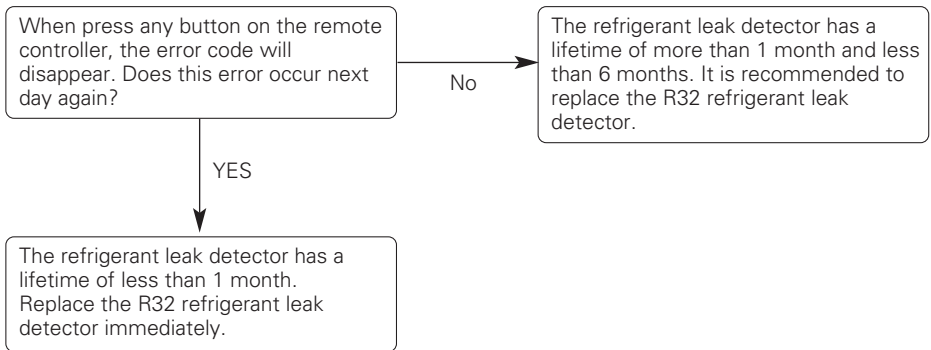 When press any button on the remote
controller, the error code will
disappear. Does this error occur next
day again?
No
The refrigerant leak detector has a
lifetime of more than 1 month and less
than 6 months. It is recommended to
replace the R32 refrigerant leak
detector.
YES
The refrigerant leak detector has a
lifetime of less than 1 month.
Replace the R32 refrigerant leak
detector immediately.